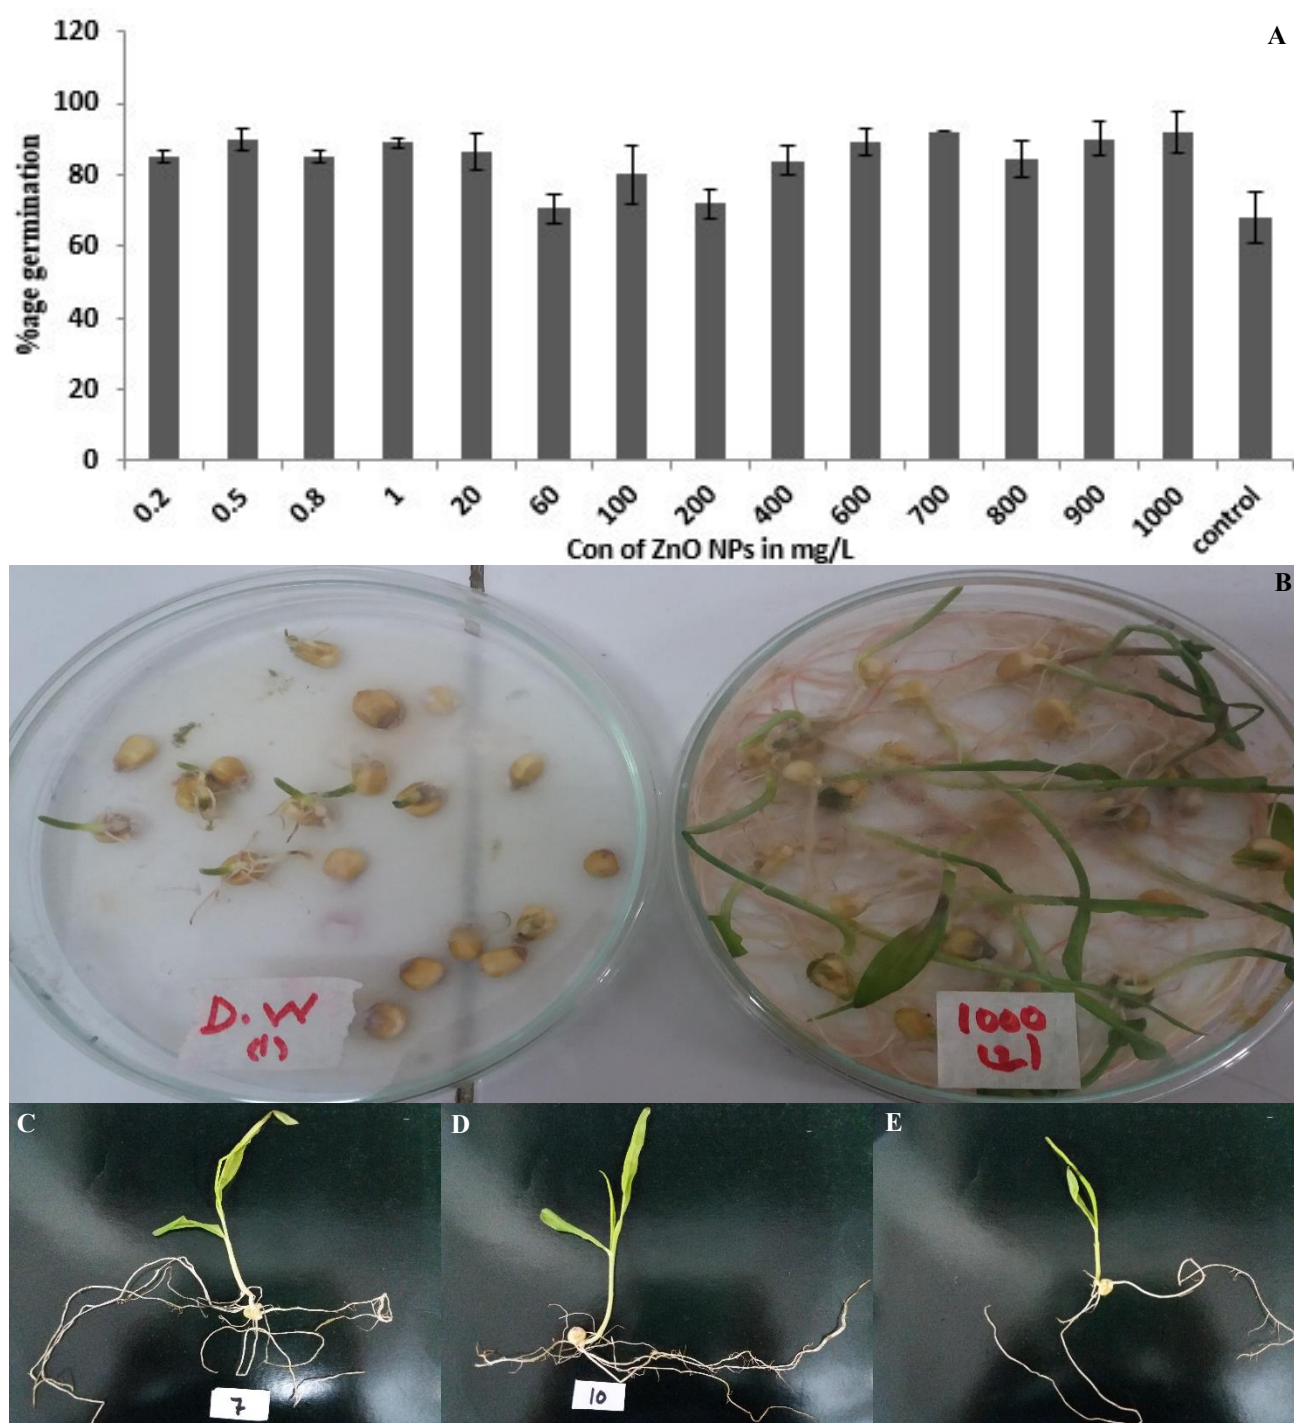 A
%age germination
120
100
80
60
40
20
0
0.2 0.5 0.8 1 20 60 100 200 400 600 700 800 900 1000 control
Con of ZnO NPs in mg/L
B
D.W
(1)
1000
(2)
C
D
E
7
10